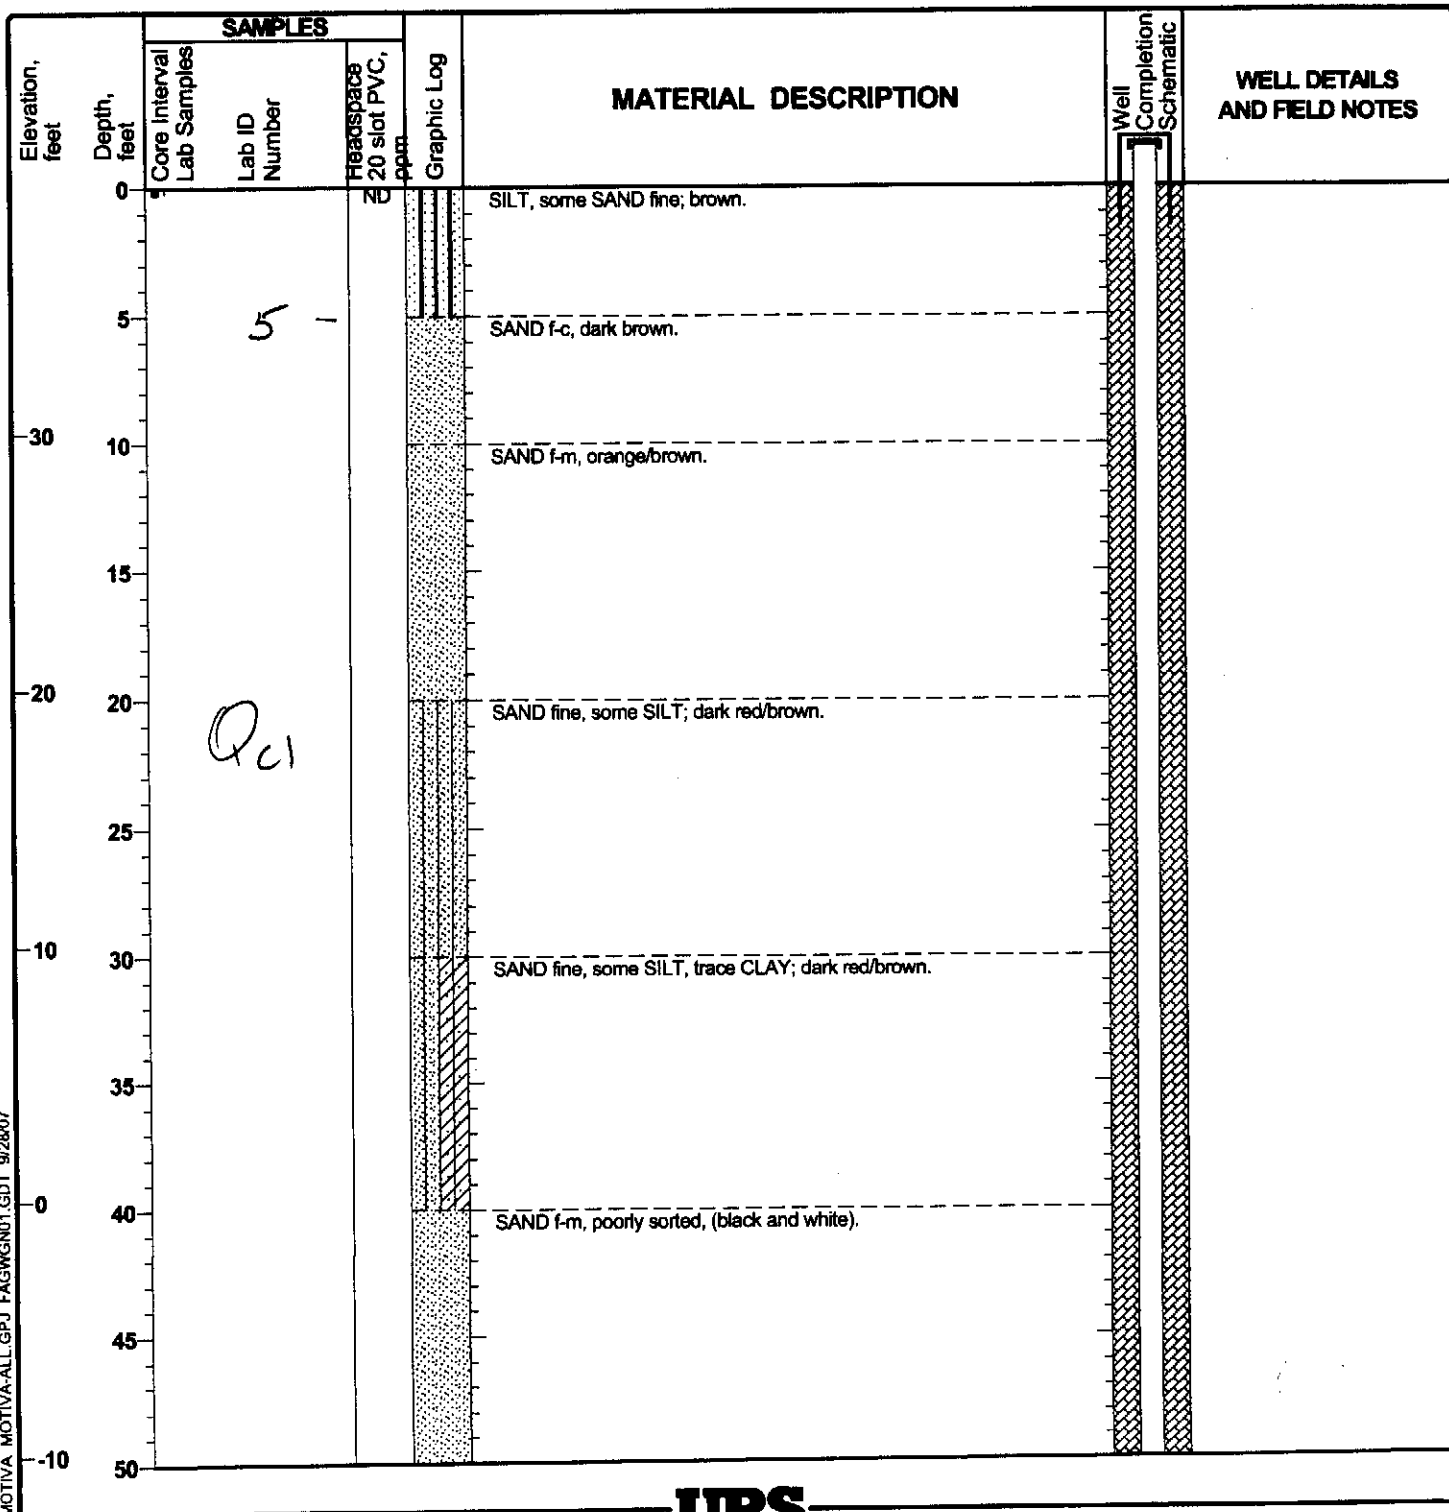 SAMPLES
Elevation,
feet
Depth,
feet
Core Interval
Lab Samples
Lab ID
Number
Headspace
20 slot PVC,
ppm
Graphic Log
MATERIAL DESCRIPTION
Well
Completion
Schematic
WELL DETAILS
AND FIELD NOTES
0
ND
SILT, some SAND fine; brown.
5
5 -
SAND f-c, dark brown.
30
10
SAND f-m, orange/brown.
15
20
20
SAND fine, some SILT; dark red/brown.
Qcl
25
10
30
SAND fine, some SILT, trace CLAY; dark red/brown.
35
0
40
SAND f-m, poorly sorted, (black and white).
45
-10
50
MOTIVA MOTIVA-ALL.GPJ FAGWGN01.GDT 9/28/07
URS